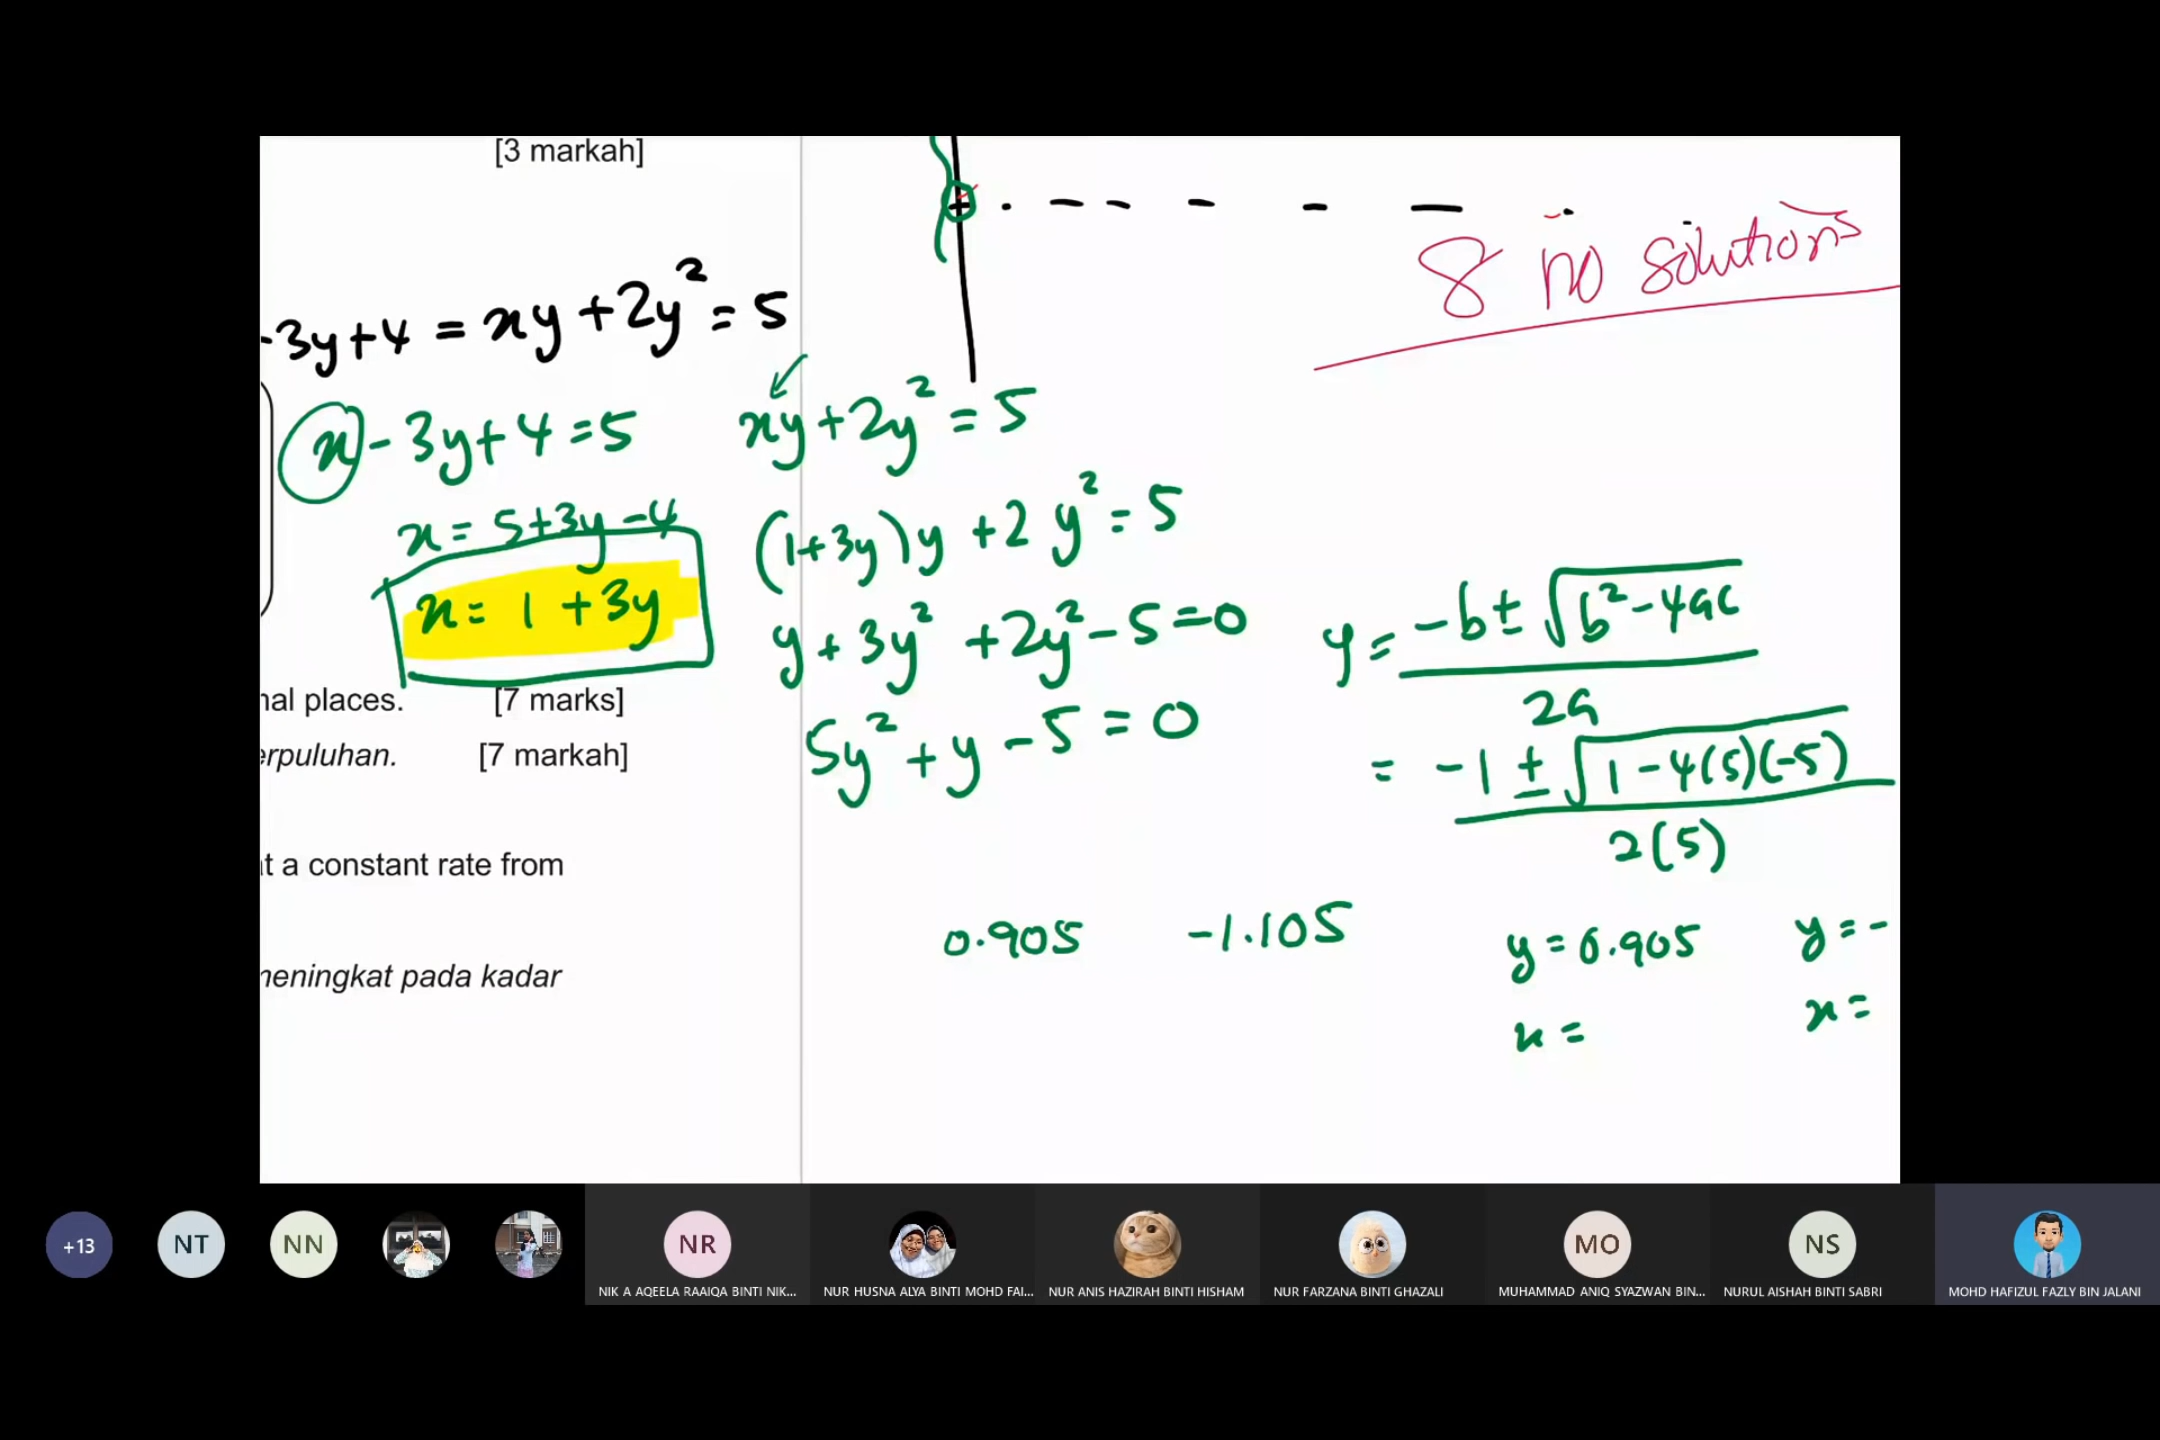 [3 markah]
8 no solutions
-3y+4 = xy+2y² = 5
x - 3y + 4 = 5
x = 5+3y-4
x = 1 + 3y
nal places. [7 marks]
erpuluhan. [7 markah]
at a constant rate from
meningkat pada kadar
xy+2y² = 5
(1+3y)y + 2y² = 5
y + 3y² + 2y² - 5 = 0
5y² + y - 5 = 0
y = -b ± √b²-4ac
2a
= -1 ± √1-4(5)(-5)
2(5)
0.905 -1.105
y = 0.905 y = -
x = x =
+13
NT
NN
NR
MO
NS
NIK A AQEELA RAAIQA BINTI NIK...
NUR HUSNA ALYA BINTI MOHD FAI...
NUR ANIS HAZIRAH BINTI HISHAM
NUR FARZANA BINTI GHAZALI
MUHAMMAD ANIQ SYAZWAN BIN...
NURUL AISHAH BINTI SABRI
MOHD HAFIZUL FAZLY BIN JALANI